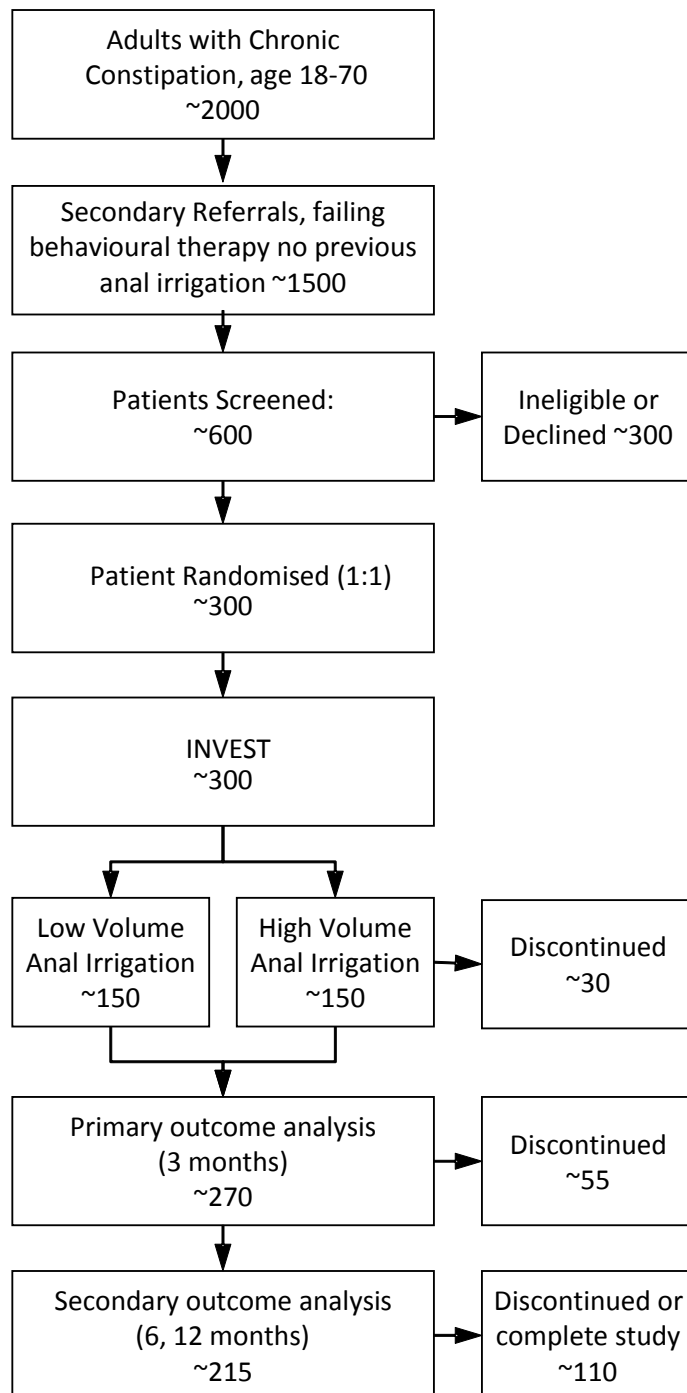 Adults with Chronic
Constipation, age 18-70
~2000
Secondary Referrals, failing
behavioural therapy no previous
anal irrigation ~1500
Patients Screened:
~600
Ineligible or
Declined ~300
Patient Randomised (1:1)
~300
INVEST
~300
Low Volume
Anal Irrigation
~150
High Volume
Anal Irrigation
~150
Discontinued
~30
Primary outcome analysis
(3 months)
~270
Discontinued
~55
Secondary outcome analysis
(6, 12 months)
~215
Discontinued or
complete study
~110